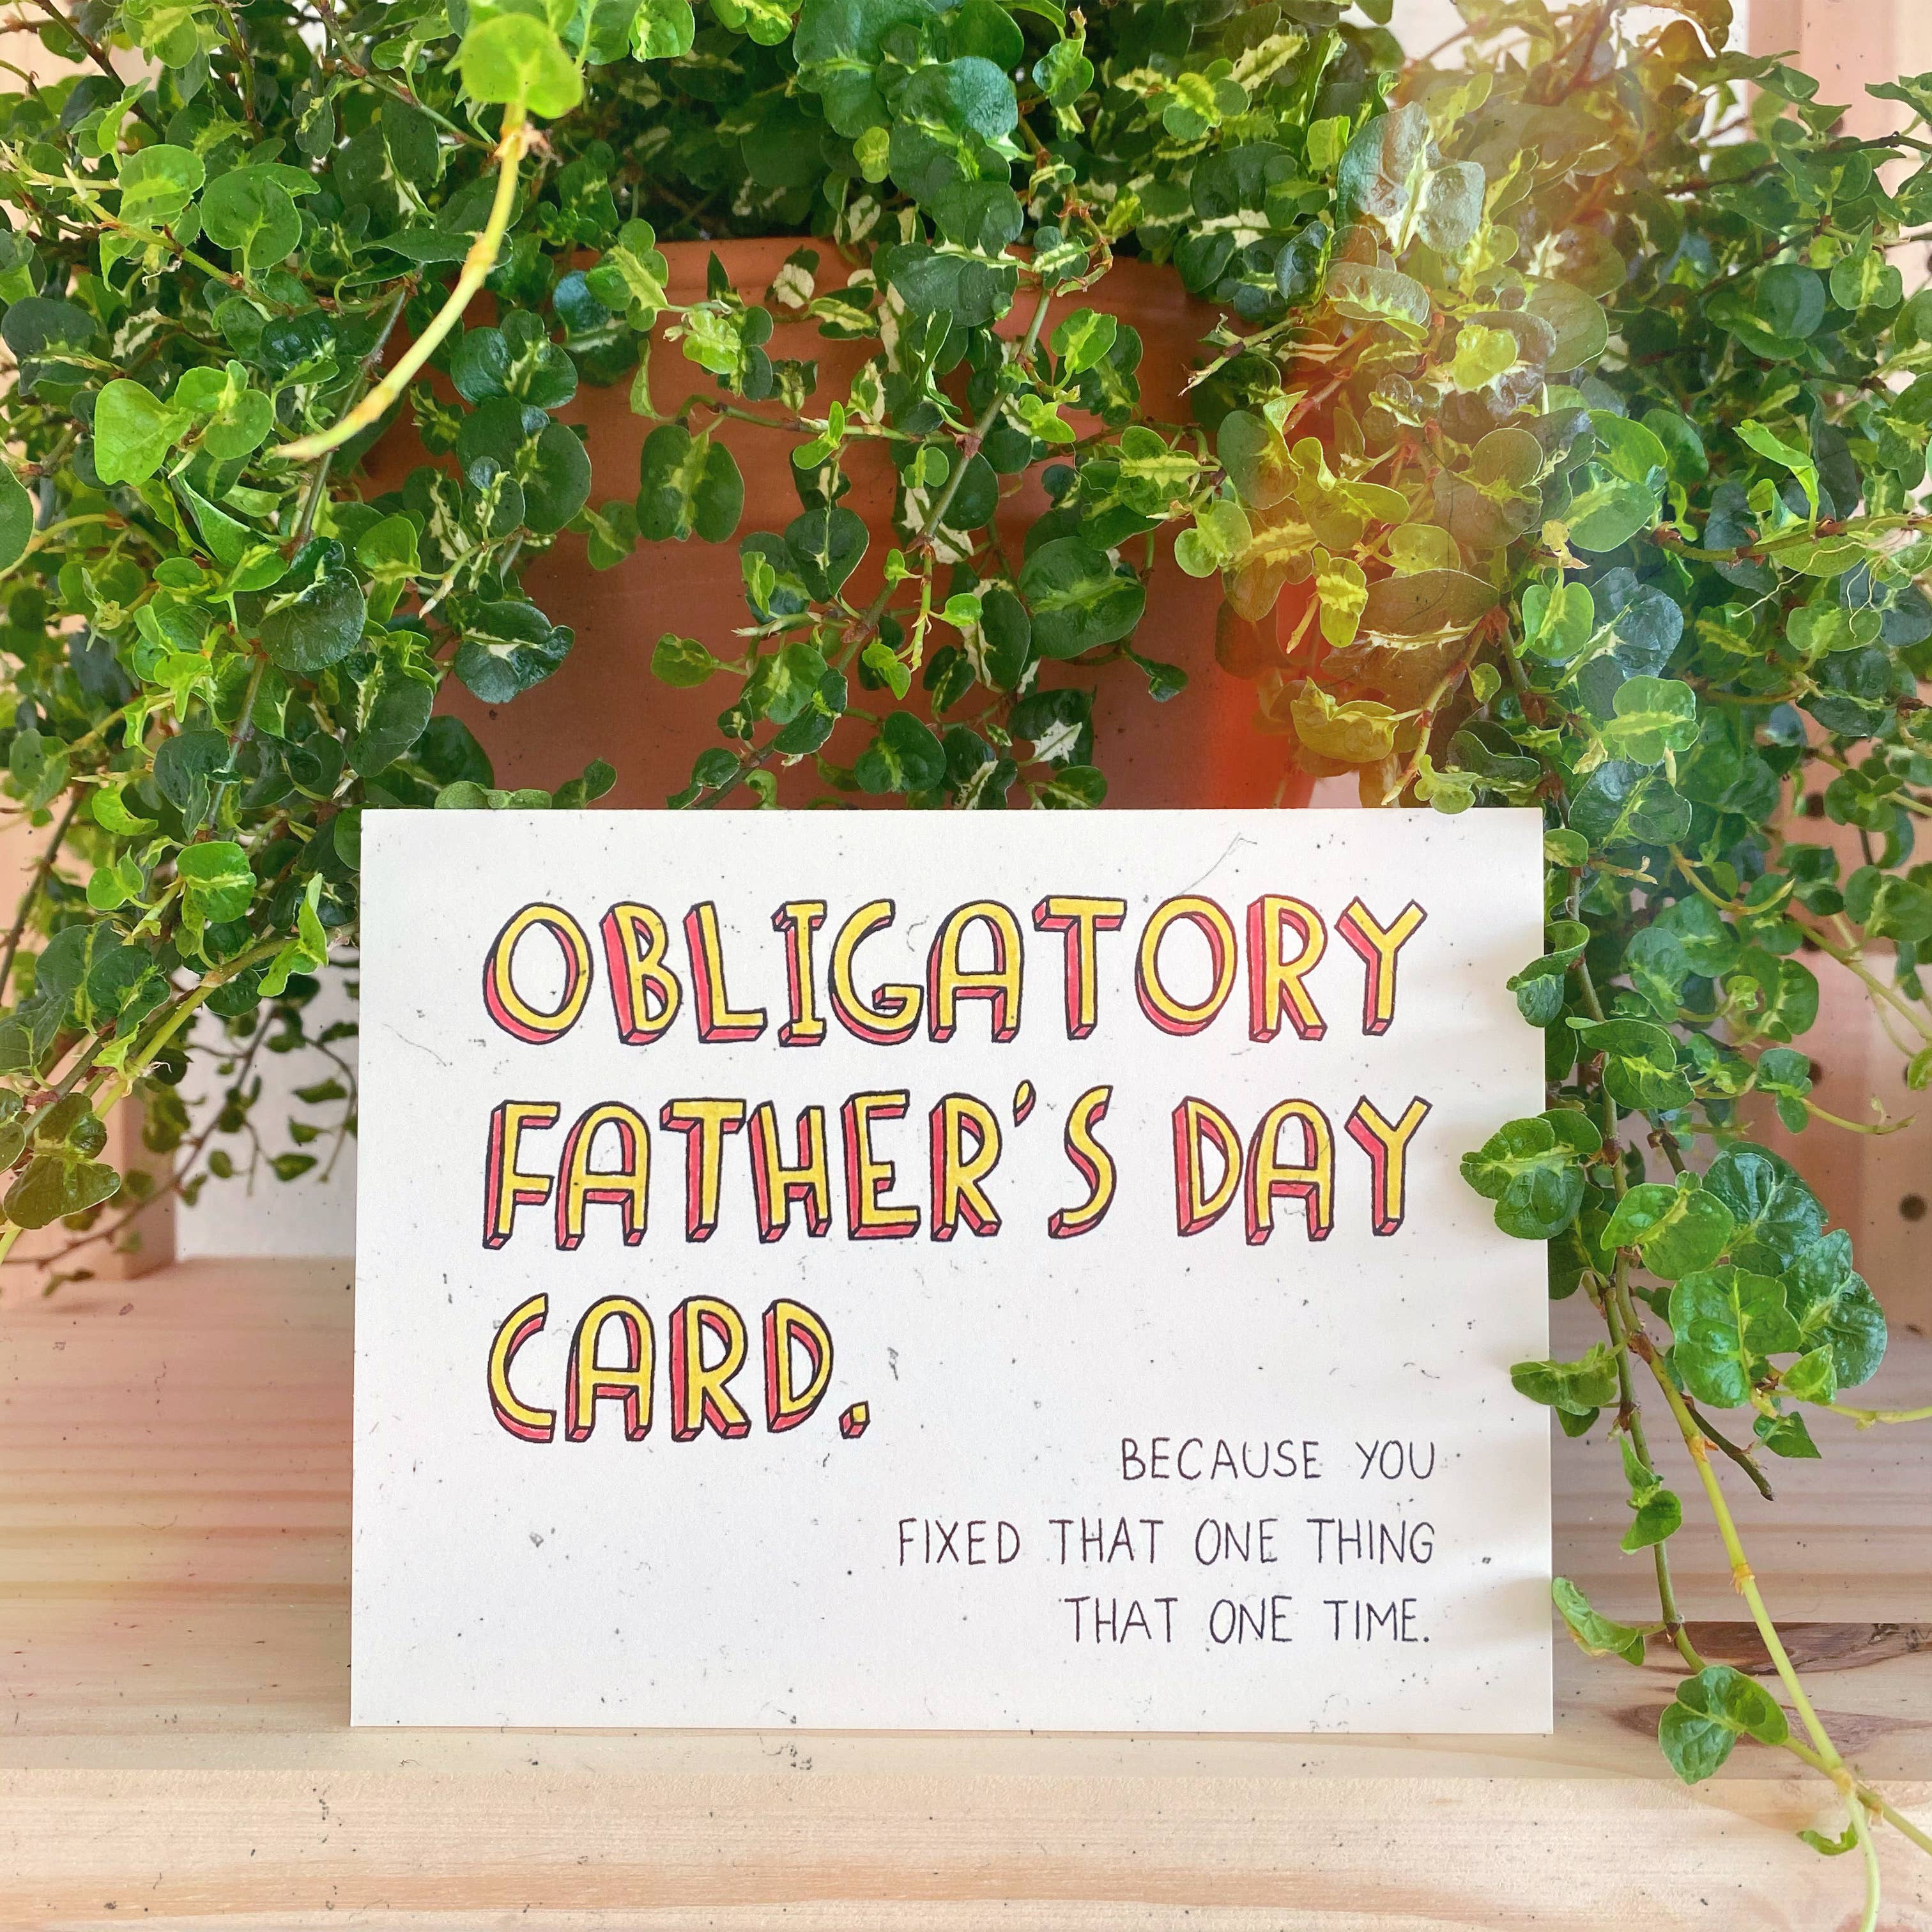 OBLIGATORY
FATHER'S DAY
CARD.
BECAUSE YOU
FIXED THAT ONE THING
THAT ONE TIME.